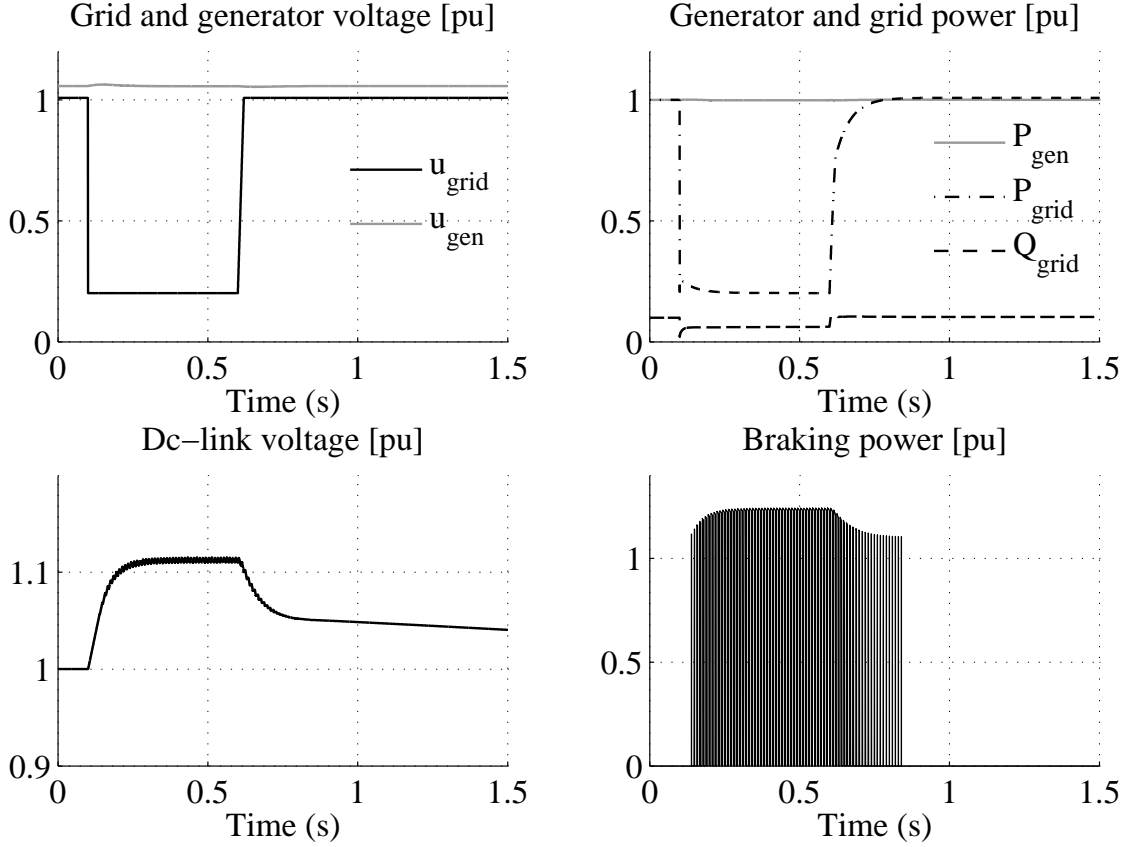 Grid and generator voltage [pu]
1
0.5
0
0
0.5
1
1.5
Time (s)
u_grid
u_gen
Generator and grid power [pu]
1
0.5
0
0
0.5
1
1.5
Time (s)
P_gen
P_grid
Q_grid
Dc−link voltage [pu]
1.1
1
0.9
0
0.5
1
1.5
Time (s)
Braking power [pu]
1
0.5
0
0
0.5
1
1.5
Time (s)